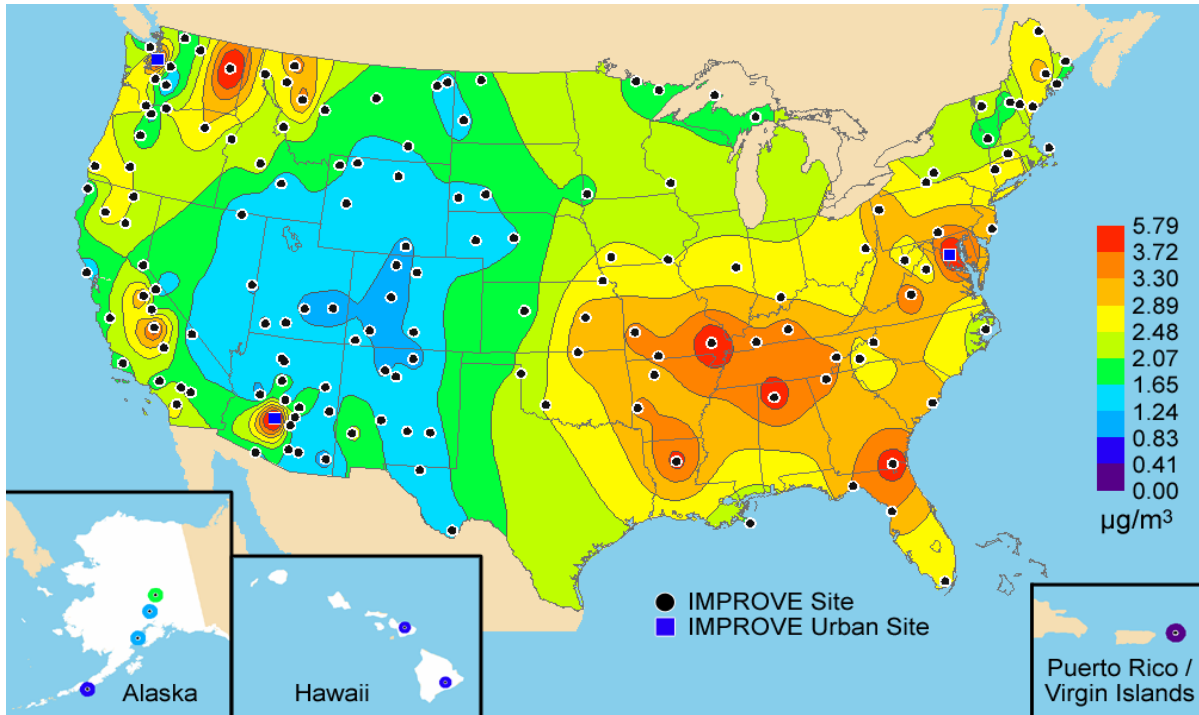 5.79
3.72
3.30
2.89
2.48
2.07
1.65
1.24
0.83
0.41
0.00
µg/m³
IMPROVE Site
IMPROVE Urban Site
Alaska
Hawaii
Puerto Rico /
Virgin Islands